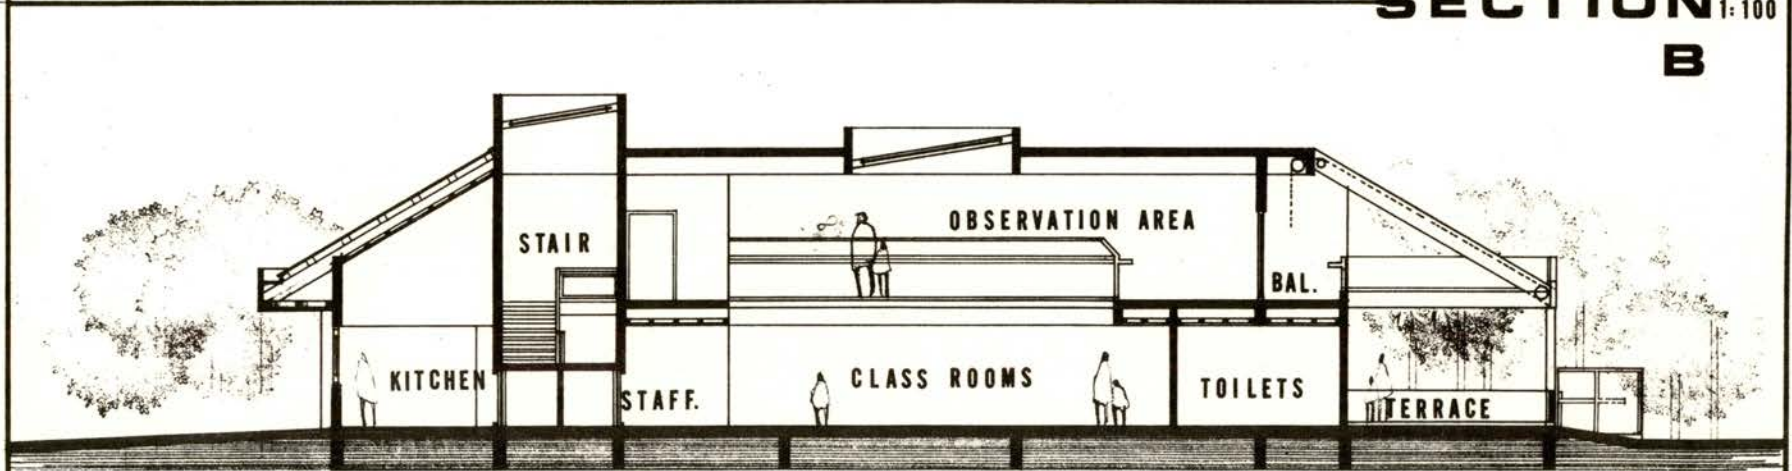 SECTION 1:100
B
STAIR
OBSERVATION AREA
BAL.
KITCHEN
STAFF.
CLASS ROOMS
TOILETS
TERRACE